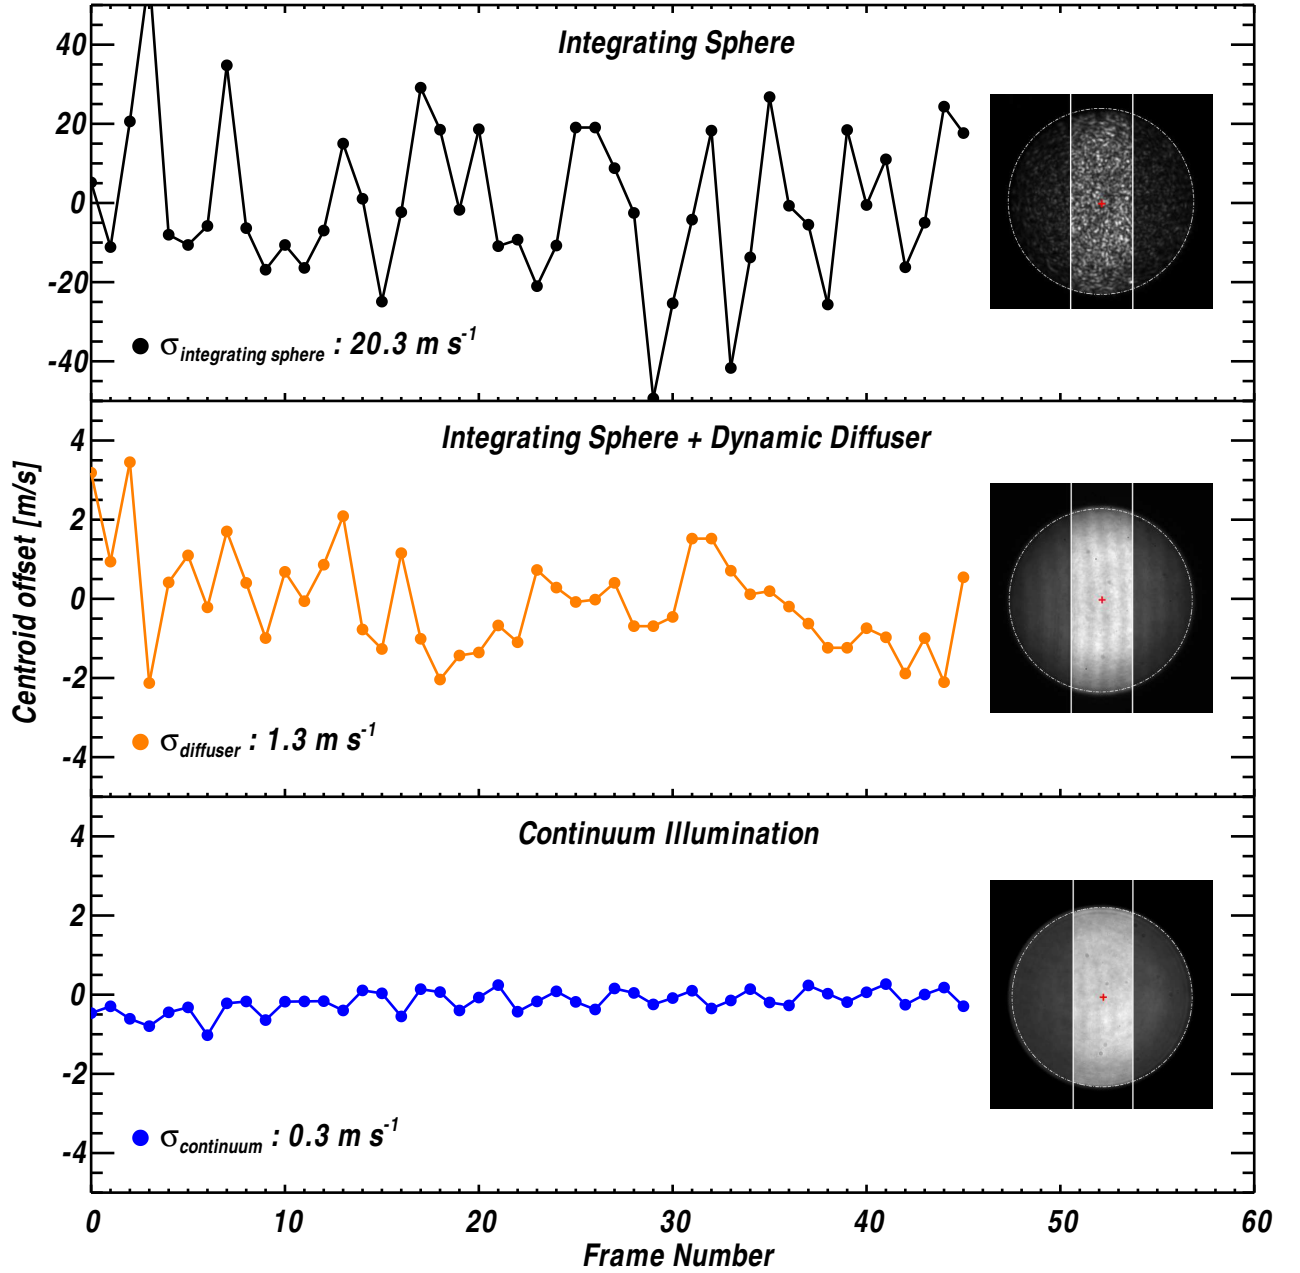 Integrating Sphere
40
20
0
-20
-40
σintegrating sphere : 20.3 m s-1
Integrating Sphere + Dynamic Diffuser
4
2
0
-2
-4
σdiffuser : 1.3 m s-1
Centroid offset [m/s]
Continuum Illumination
4
2
0
-2
-4
σcontinuum : 0.3 m s-1
0 10 20 30 40 50 60
Frame Number